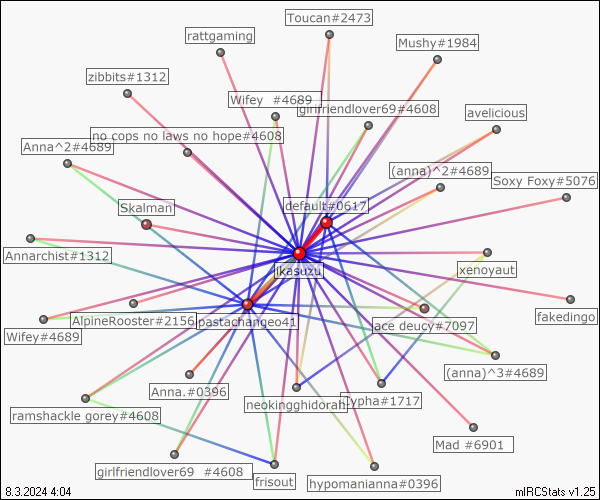 Toucan#2473
rattgaming
Mushy#1984
zibbits#1312
Wifey #4689
girlfriendlover69#4608
avelicious
no cops no laws no hope#4608
Anna^2#4689
(anna)^2#4689
Soxy Foxy#5076
default#0617
Skalman
Annarchist#1312
xenoyaut
fakedingo
AlpineRooster#2156
pastachangeo41
ace deucy#7097
Wifey#4689
(anna)^3#4689
Anna.#0396
neokingghidorah
ramshackle gorey#4608
Mad #6901
girlfriendlover69 #4608
frisout
hypomanianna#0396
8.3.2024 4:04
mIRCStats v1.25